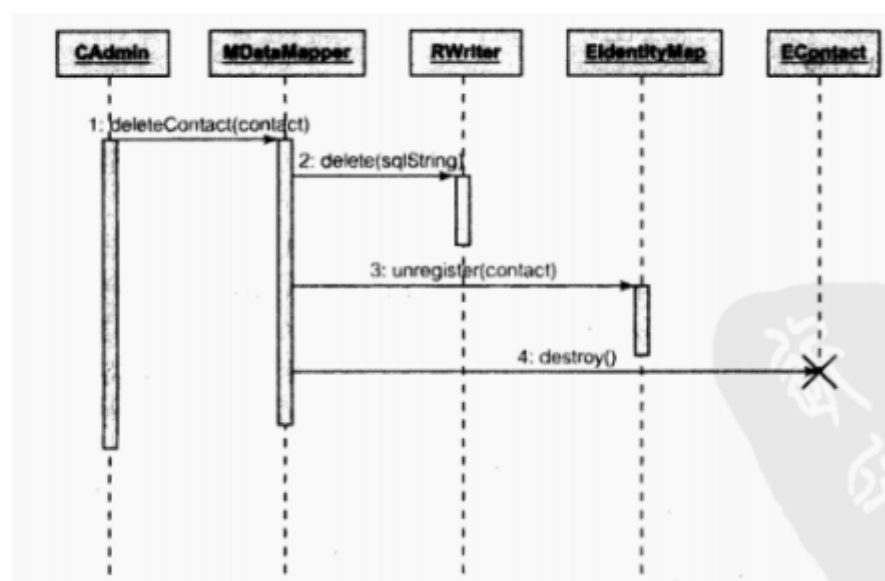 CAdmin
MDataMapper
RWriter
EIdentityMap
EContact
1: deleteContact(contact)
2: delete(sqlString)
3: unregister(contact)
4: destroy()